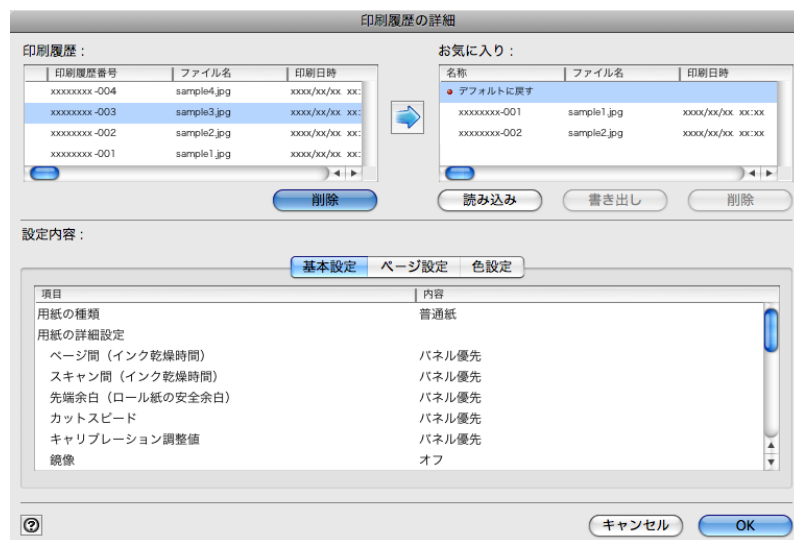 印刷履歴の詳細
印刷履歴 :
お気に入り :
印刷履歴番号 ファイル名 印刷日時
名称 ファイル名 印刷日時
xxxxxxxx -004 sample4.jpg xxxx/xx/xx xx:
デフォルトに戻す
xxxxxxxx -003 sample3.jpg xxxx/xx/xx xx:
xxxxxxxx-001 sample1.jpg xxxx/xx/xx xx:xx
xxxxxxxx -002 sample2.jpg xxxx/xx/xx xx:
xxxxxxxx-002 sample2.jpg xxxx/xx/xx xx:xx
xxxxxxxx -001 sample1.jpg xxxx/xx/xx xx:
削除
読み込み 書き出し 削除
設定内容 :
基本設定 ページ設定 色設定
項目 内容
用紙の種類 普通紙
用紙の詳細設定
ページ間（インク乾燥時間） パネル優先
スキャン間（インク乾燥時間） パネル優先
先端余白（ロール紙の安全余白） パネル優先
カットスピード パネル優先
キャリブレーション調整値 パネル優先
鏡像 オフ
? キャンセル OK